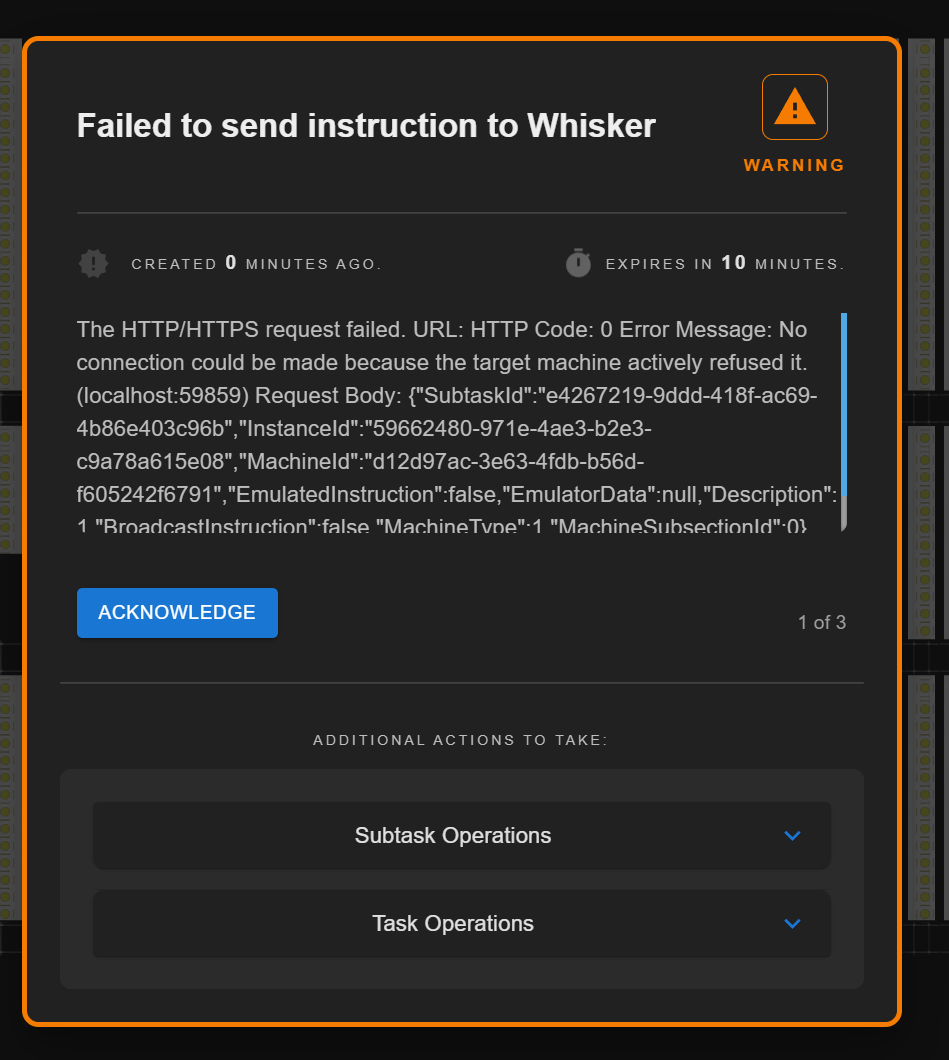 Failed to send instruction to Whisker
WARNING
CREATED 0 MINUTES AGO.
EXPIRES IN 10 MINUTES.
The HTTP/HTTPS request failed. URL: HTTP Code: 0 Error Message: No
connection could be made because the target machine actively refused it.
(localhost:59859) Request Body: {"SubtaskId":"e4267219-9ddd-418f-ac69-
4b86e403c96b","InstanceId":"59662480-971e-4ae3-b2e3-
c9a78a615e08","MachineId":"d12d97ac-3e63-4fdb-b56d-
f605242f6791","EmulatedInstruction":false,"EmulatorData":null,"Description":
1,"BroadcastInstruction":false,"MachineType":1,"MachineSubsectionId":0}
ACKNOWLEDGE
1 of 3
ADDITIONAL ACTIONS TO TAKE:
Subtask Operations
Task Operations